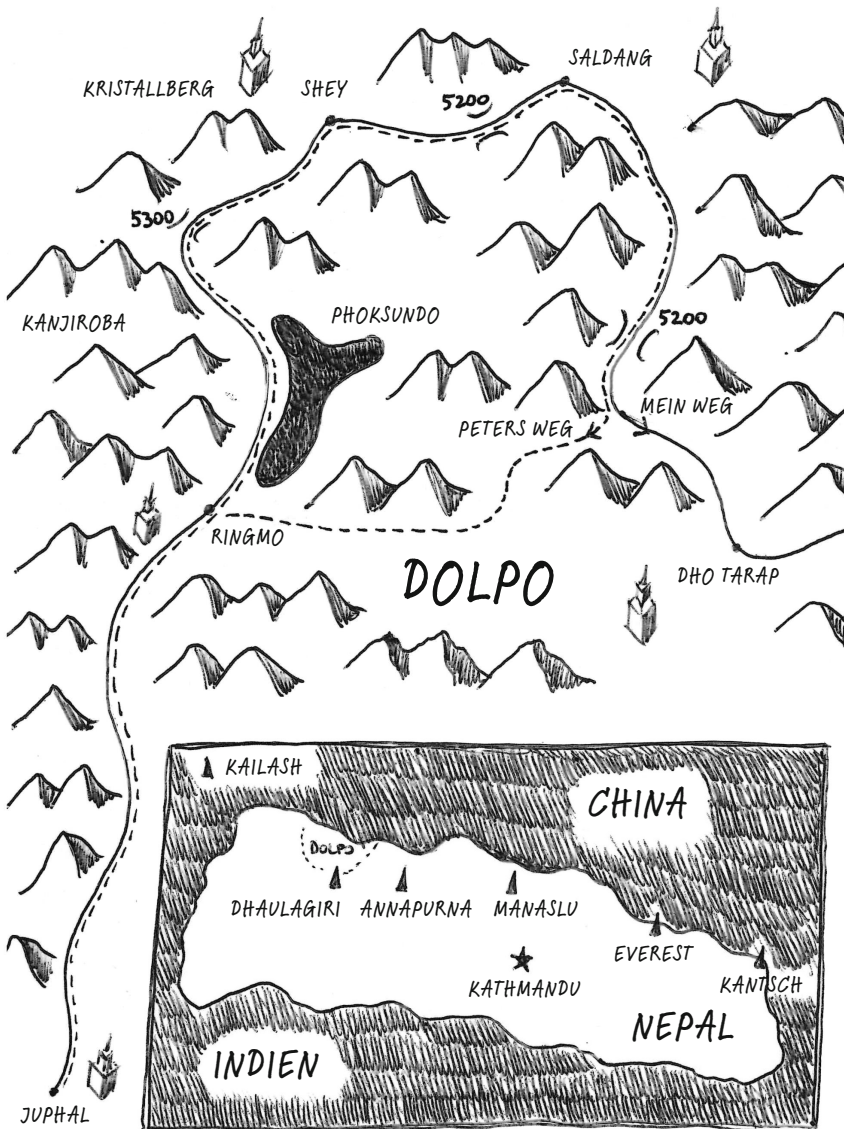 SALDANG
KRISTALLBERG
SHEY
5200
5300
KANJIROBA
PHOKSUNDO
5200
MEIN WEG
PETERS WEG
RINGMO
DOLPO
DHO TARAP
KAILASH
CHINA
DOLPO
DHAULAGIRI
ANNAPURNA
MANASLU
EVEREST
KATHMANDU
KANTSCH
NEPAL
INDIEN
JUPHAL